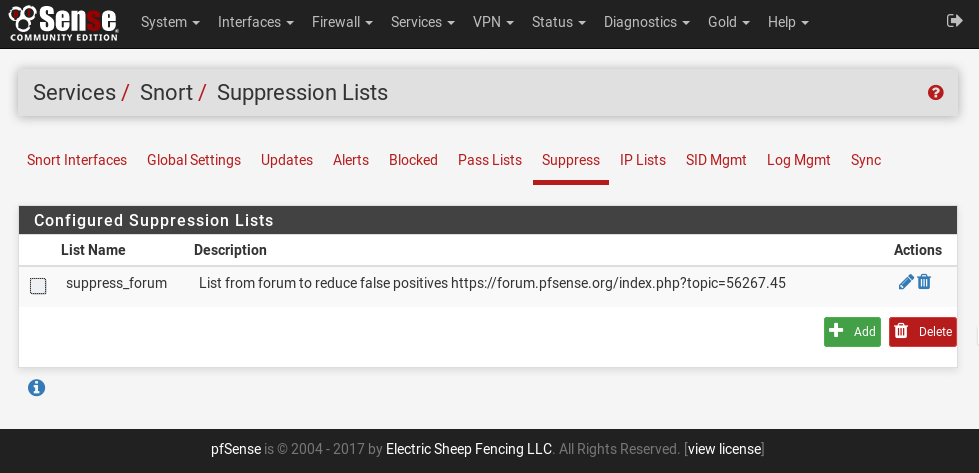 Sense
COMMUNITY EDITION
System Interfaces Firewall Services VPN Status Diagnostics Gold Help
Services / Snort / Suppression Lists
Snort Interfaces Global Settings Updates Alerts Blocked Pass Lists Suppress IP Lists SID Mgmt Log Mgmt Sync
Configured Suppression Lists
List Name Description Actions
suppress_forum List from forum to reduce false positives https://forum.pfsense.org/index.php?topic=56267.45
Add Delete
pfSense is © 2004 - 2017 by Electric Sheep Fencing LLC. All Rights Reserved. [view license]